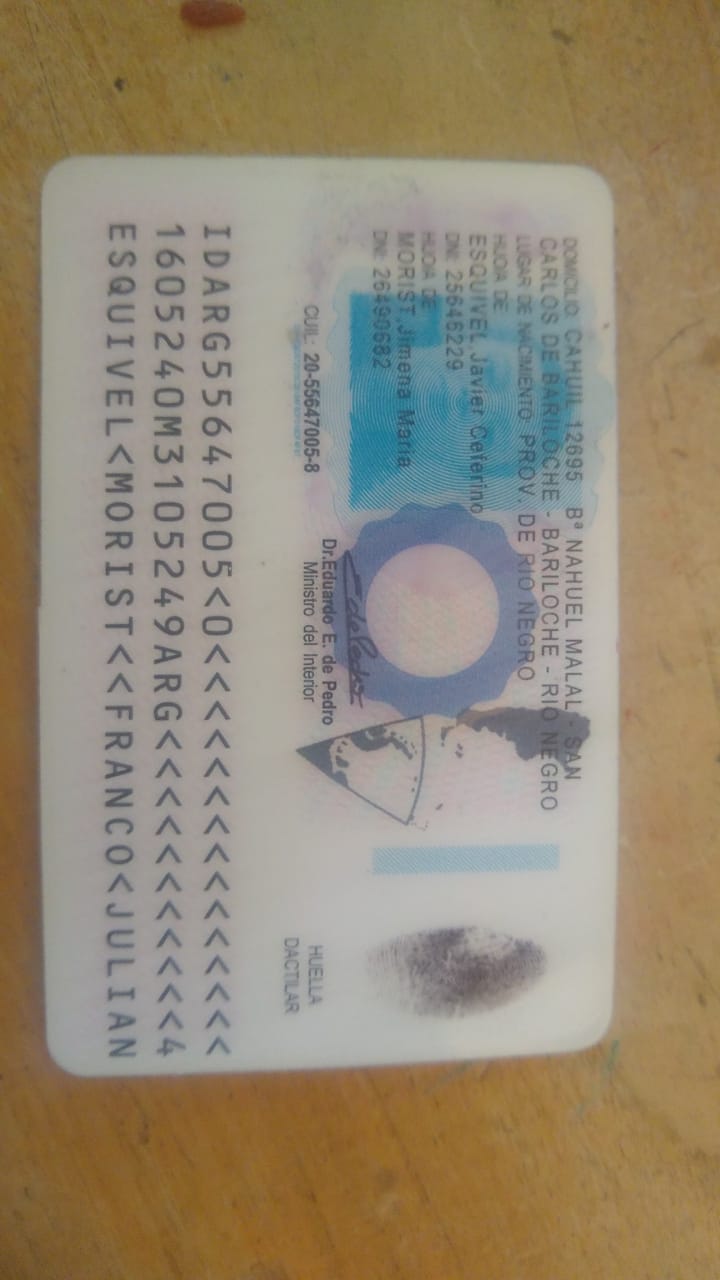 DOMICILIO: CAHUIL 12695 Bª NAHUEL MALAL - SAN
CARLOS DE BARILOCHE - BARILOCHE - RIO NEGRO
LUGAR DE NACIMIENTO: PROV. DE RIO NEGRO
HIJO/A DE:
ESQUIVEL, Javier Ceferino
DNI: 25646229
HIJO/A DE:
MORIST, Jimena Maria
DNI: 26490682
CUIL: 20-55647005-8
Dr. Eduardo E. de Pedro
Ministro del Interior
HUELLA
DACTILAR
IDARG55647005<0<<<<<<<<<<<<<<<
1605240M3105249ARG<<<<<<<<<<<4
ESQUIVEL<MORIST<<FRANCO<JULIAN